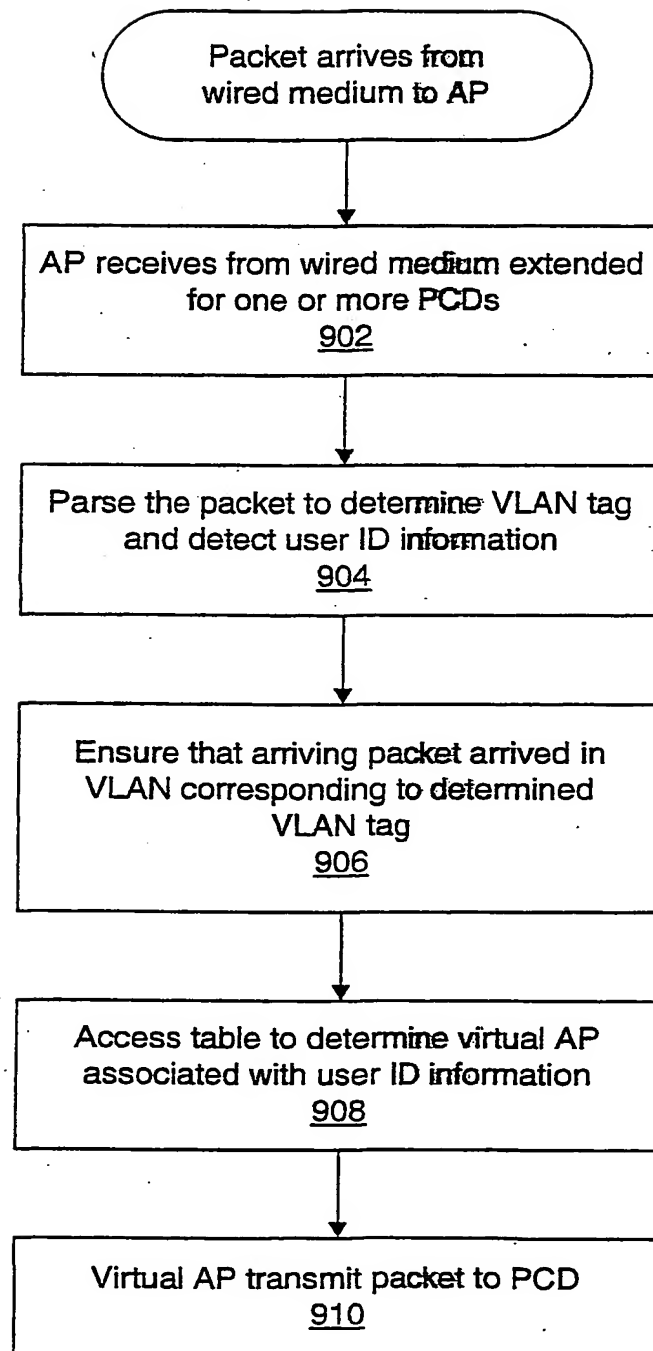 Packet arrives from
wired medium to AP
AP receives from wired medium extended
for one or more PCDs
902
Parse the packet to determine VLAN tag
and detect user ID information
904
Ensure that arriving packet arrived in
VLAN corresponding to determined
VLAN tag
906
Access table to determine virtual AP
associated with user ID information
908
Virtual AP transmit packet to PCD
910